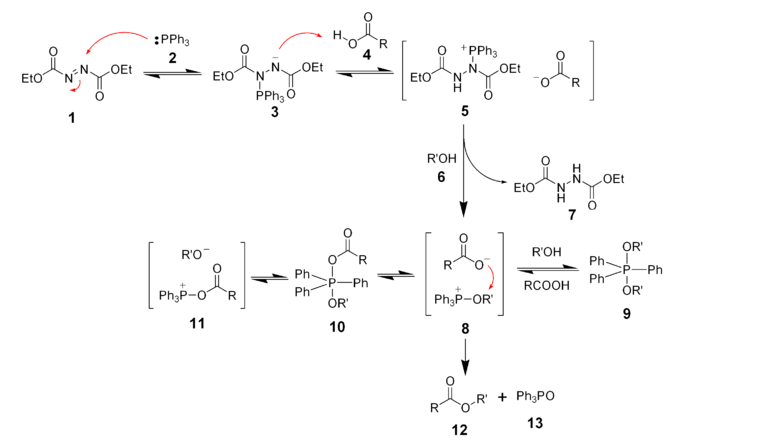 O
EtO
N
N
OEt
O
1
:PPh3
2
O
EtO
N
N
−
OEt
PPh3
O
3
O
HO
R
4
+
PPh3
O
EtO
N
H
N
OEt
O
5
O
−O
R
R'OH
6
O
EtO
N
H
H
N
OEt
O
7
R'O−
O
+
Ph3P
O
R
11
O
O
R
Ph
Ph
P
Ph
OR'
10
O
R
O−
+
Ph3P
OR'
8
R'OH
RCOOH
OR'
Ph
Ph
P
Ph
OR'
9
O
R
O
R'
12
+
Ph3PO
13